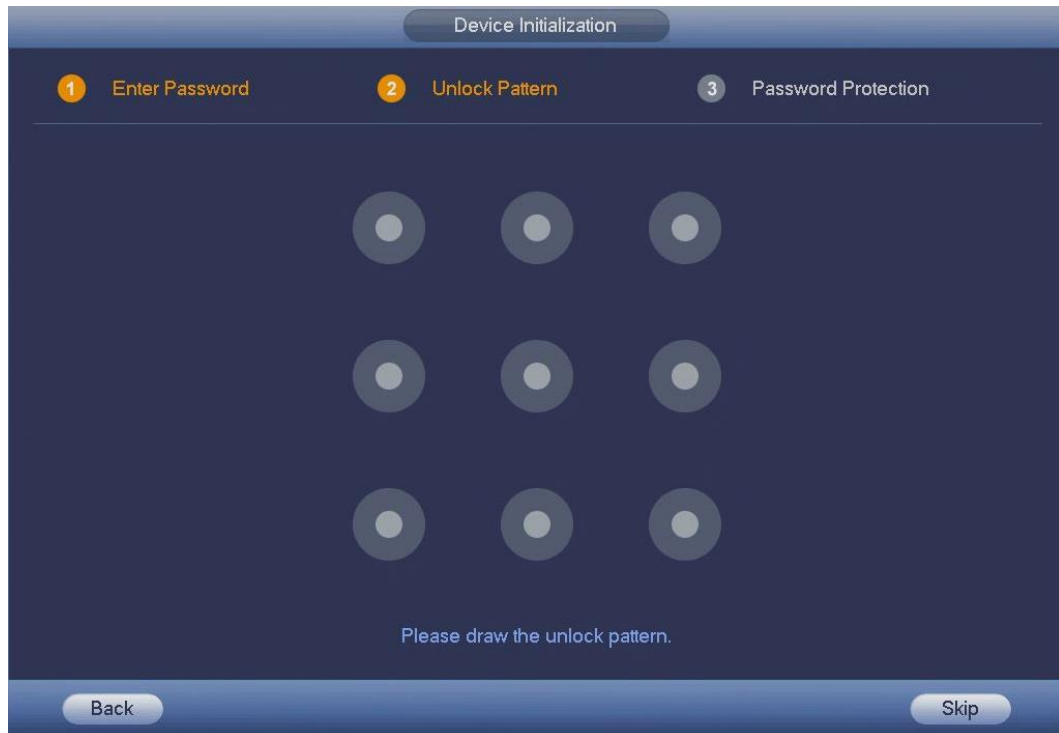 Device Initialization
1 Enter Password 2 Unlock Pattern 3 Password Protection
Please draw the unlock pattern.
Back Skip